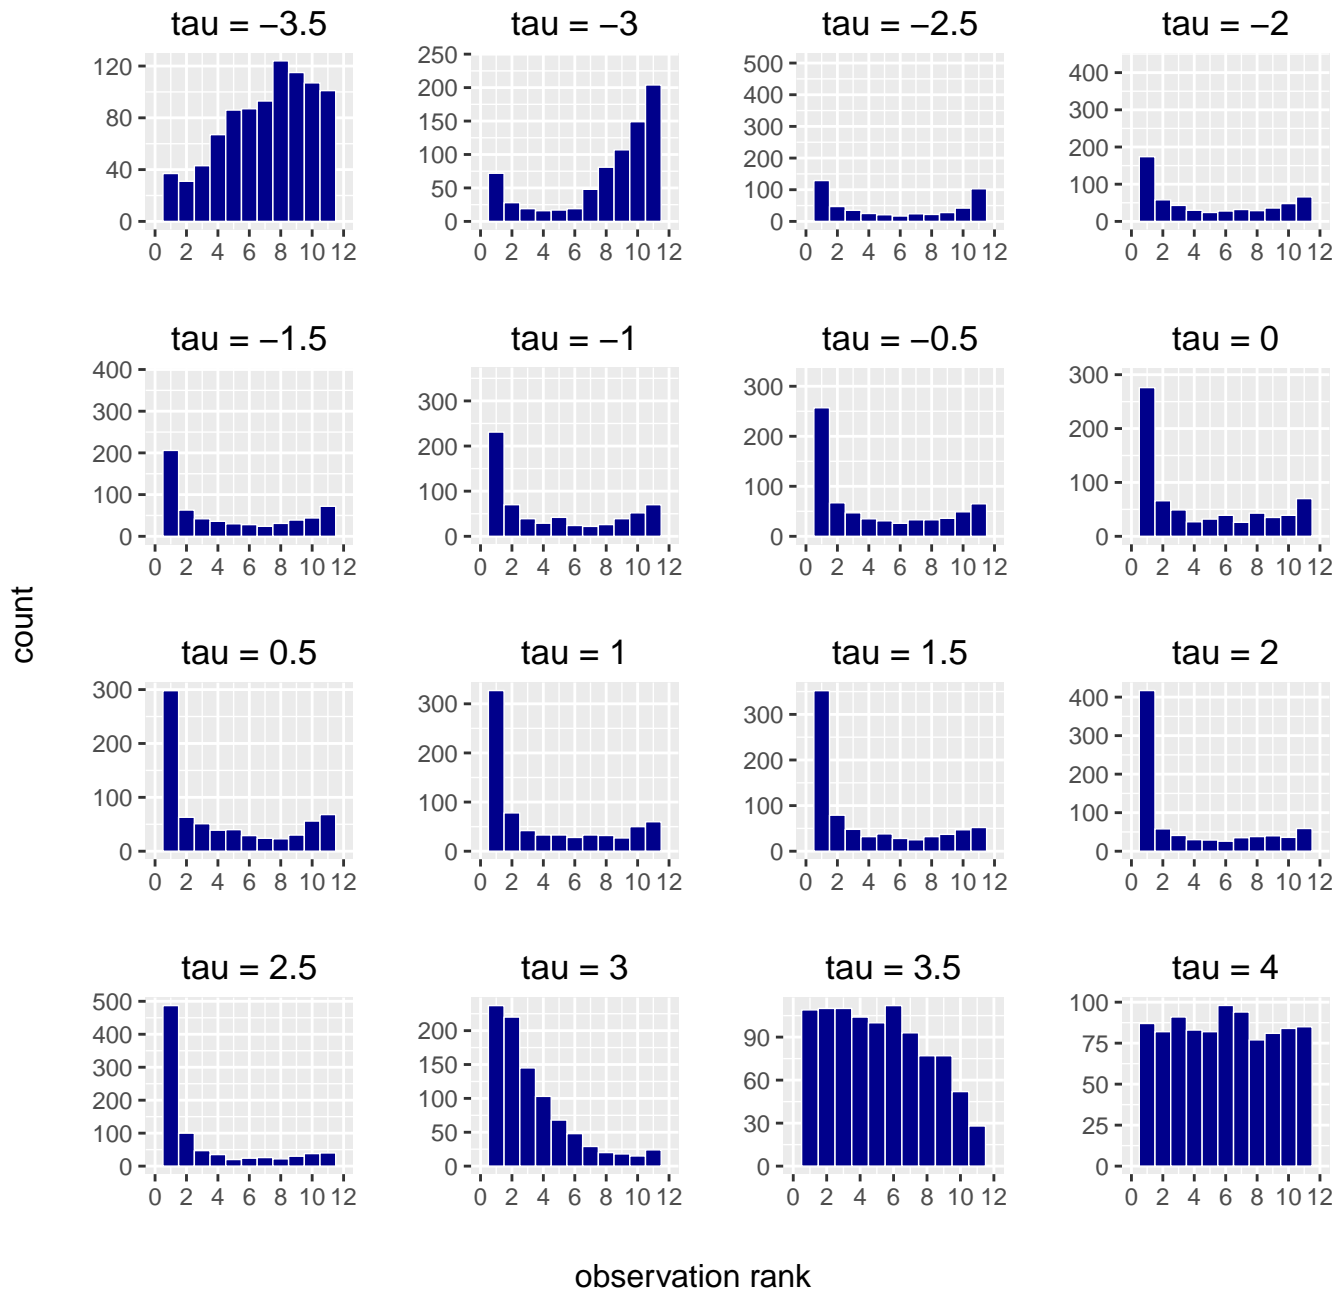 tau = −3.5 tau = −3 tau = −2.5 tau = −2
120 250 500 400
80 200 400 300
40 150 300 200
0 100 200 100
50 100 0
0 0
0 2 4 6 8 10 12 0 2 4 6 8 10 12 0 2 4 6 8 10 12 0 2 4 6 8 10 12
tau = −1.5 tau = −1 tau = −0.5 tau = 0
400 300 300 300
300 200 200 200
200 100 100 100
100 0 0 0
0
0 2 4 6 8 10 12 0 2 4 6 8 10 12 0 2 4 6 8 10 12 0 2 4 6 8 10 12
count
tau = 0.5 tau = 1 tau = 1.5 tau = 2
300 300 300 400
200 200 200 300
100 100 100 200
0 0 0 100
0
0 2 4 6 8 10 12 0 2 4 6 8 10 12 0 2 4 6 8 10 12 0 2 4 6 8 10 12
tau = 2.5 tau = 3 tau = 3.5 tau = 4
500 200 90 100
400 150 60 75
300 100 30 50
200 50 0 25
100 0 0
0
0 2 4 6 8 10 12 0 2 4 6 8 10 12 0 2 4 6 8 10 12 0 2 4 6 8 10 12
observation rank